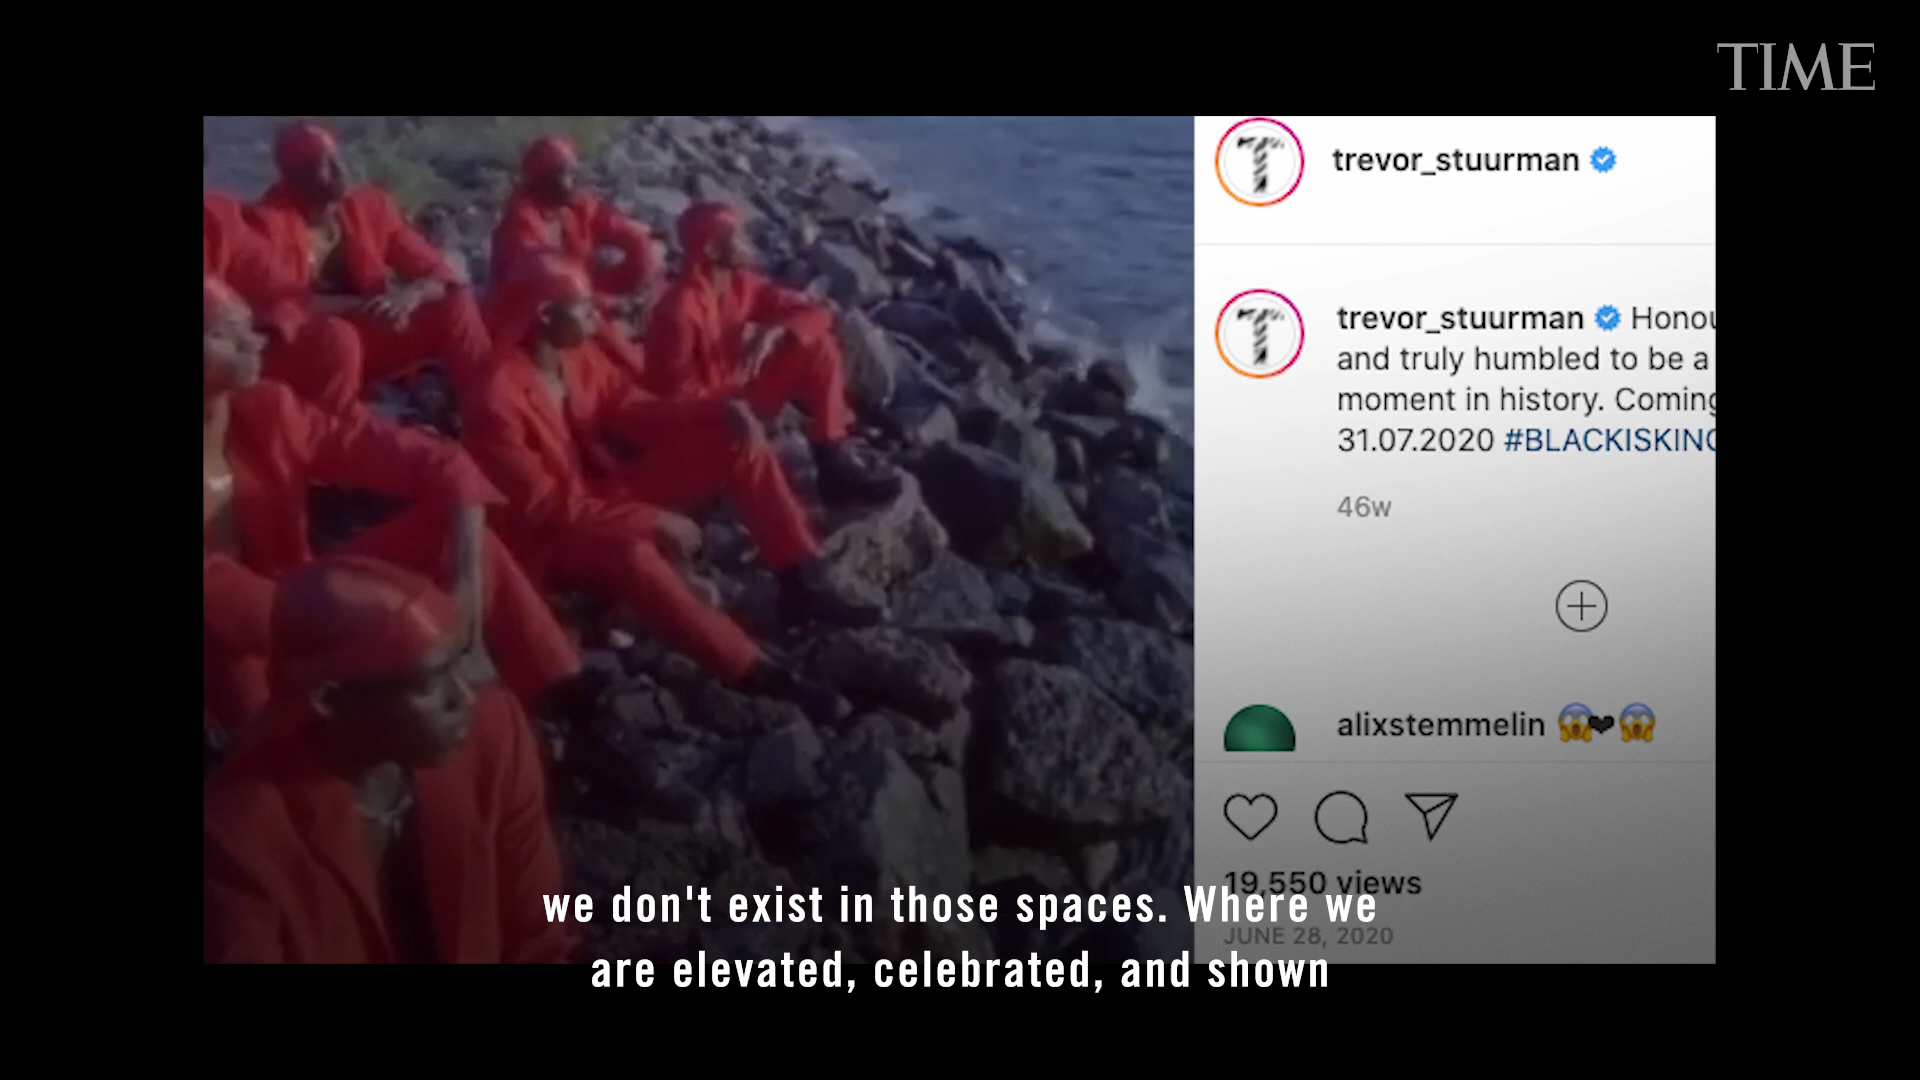 TIME
trevor_stuurman
trevor_stuurman Honou
and truly humbled to be a
moment in history. Coming
31.07.2020 #BLACKISKING
46w
alixstemmelin 😱❤😱
19,550 views
JUNE 28, 2020
we don't exist in those spaces. Where we
are elevated, celebrated, and shown